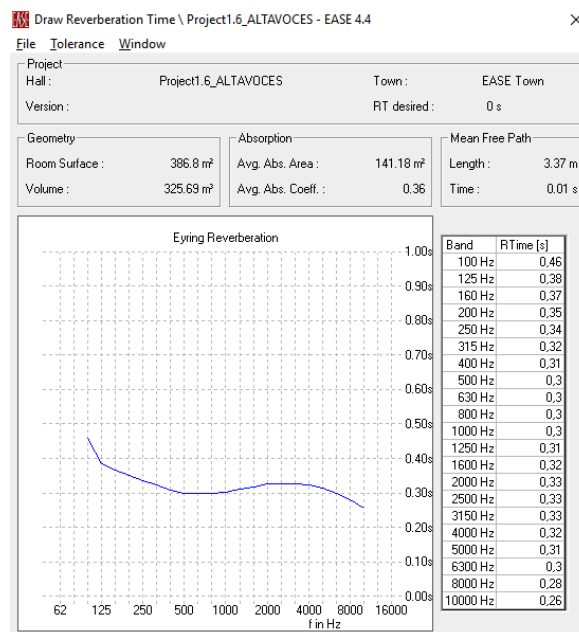 EASE Draw Reverberation Time \ Project1.6_ALTAVOCES - EASE 4.4
File Tolerance Window
Project
Hall : Project1.6_ALTAVOCES Town : EASE Town
Version : RT desired : 0 s
Geometry
Room Surface : 386.8 m²
Volume : 325.69 m³
Absorption
Avg. Abs. Area : 141.18 m²
Avg. Abs. Coeff. : 0.36
Mean Free Path
Length : 3.37 m
Time : 0.01 s
Eyring Reverberation
1.00s
0.90s
0.80s
0.70s
0.60s
0.50s
0.40s
0.30s
0.20s
0.10s
0.00s
62 125 250 500 1000 2000 4000 8000 16000
f in Hz
Band RTime [s]
100 Hz 0,46
125 Hz 0,38
160 Hz 0,37
200 Hz 0,35
250 Hz 0,34
315 Hz 0,32
400 Hz 0,31
500 Hz 0,3
630 Hz 0,3
800 Hz 0,3
1000 Hz 0,3
1250 Hz 0,31
1600 Hz 0,32
2000 Hz 0,33
2500 Hz 0,33
3150 Hz 0,33
4000 Hz 0,32
5000 Hz 0,31
6300 Hz 0,3
8000 Hz 0,28
10000 Hz 0,26